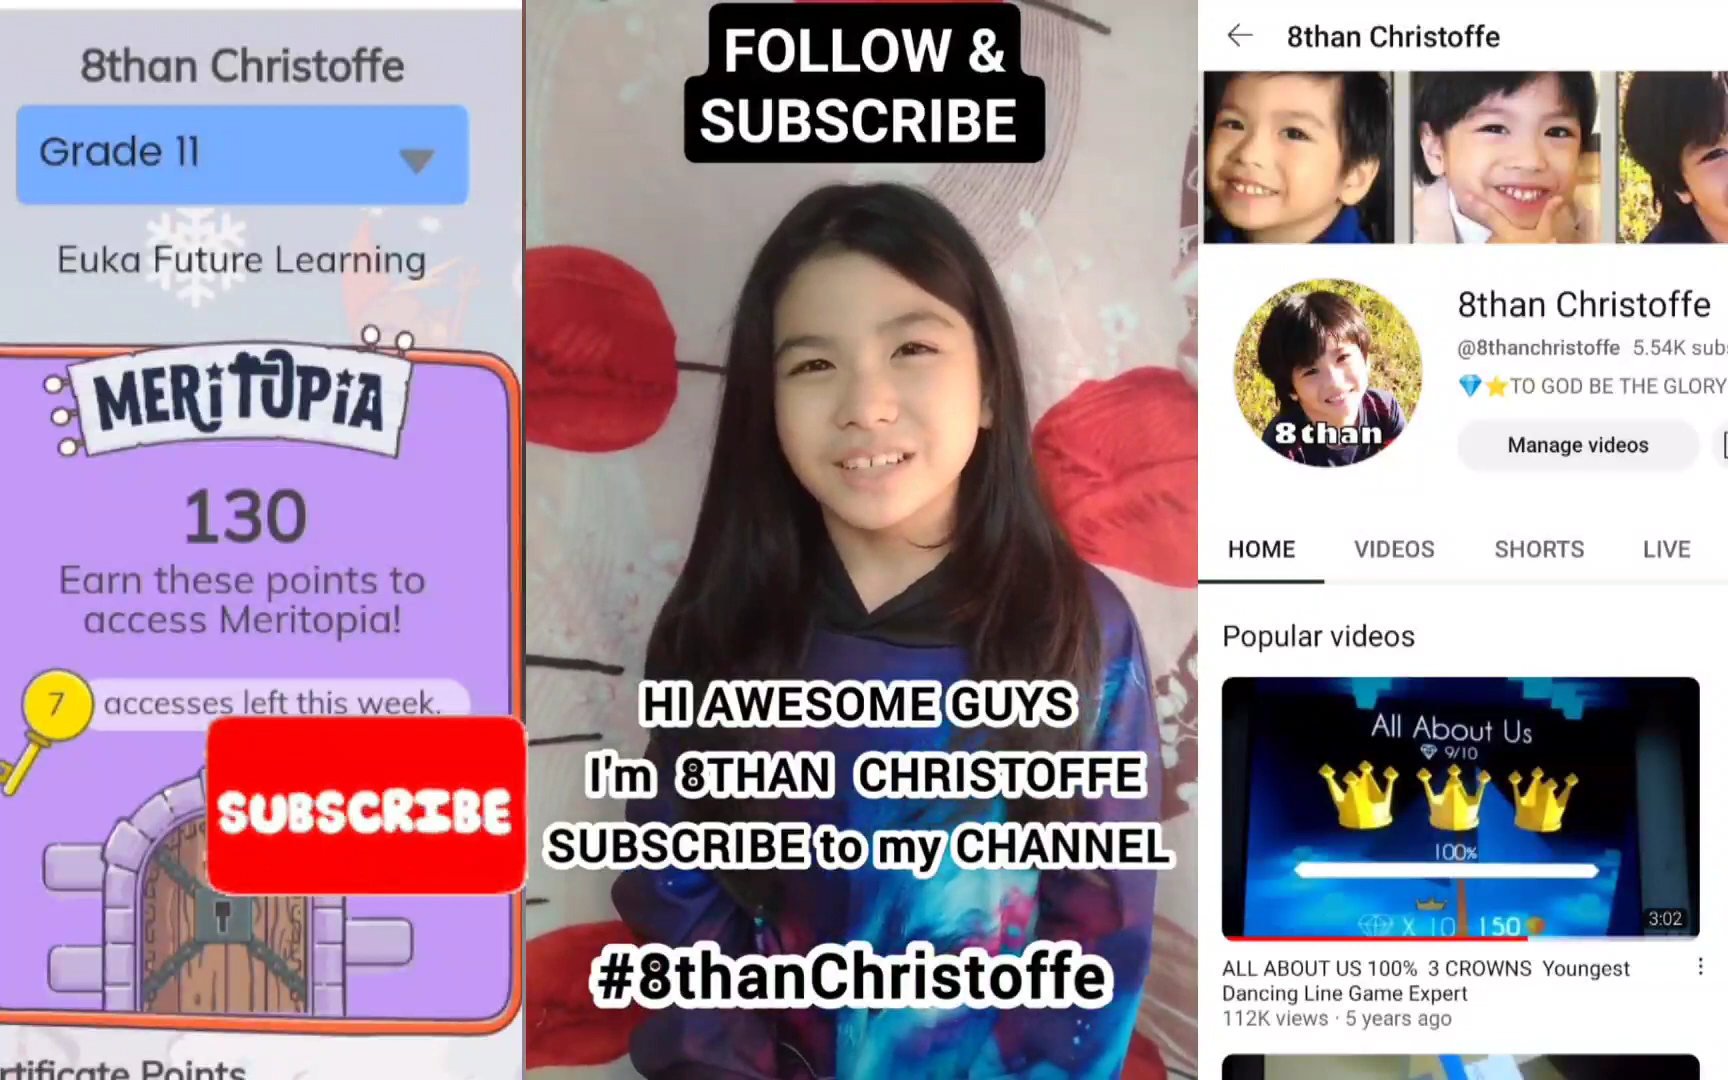 8than Christoffe
Grade 11
Euka Future Learning
MERiTOPiA
130
Earn these points to
access Meritopia!
7
accesses left this week.
SUBSCRIBE
rtificate Points
FOLLOW &
SUBSCRIBE
HI AWESOME GUYS
I'm 8THAN CHRISTOFFE
SUBSCRIBE to my CHANNEL
#8thanChristoffe
8than Christoffe
8than
8than Christoffe
@8thanchristoffe 5.54K subs
TO GOD BE THE GLORY
Manage videos
HOME VIDEOS SHORTS LIVE
Popular videos
All About Us
9/10
100%
X 10 150
3:02
ALL ABOUT US 100% 3 CROWNS Youngest
Dancing Line Game Expert
112K views · 5 years ago